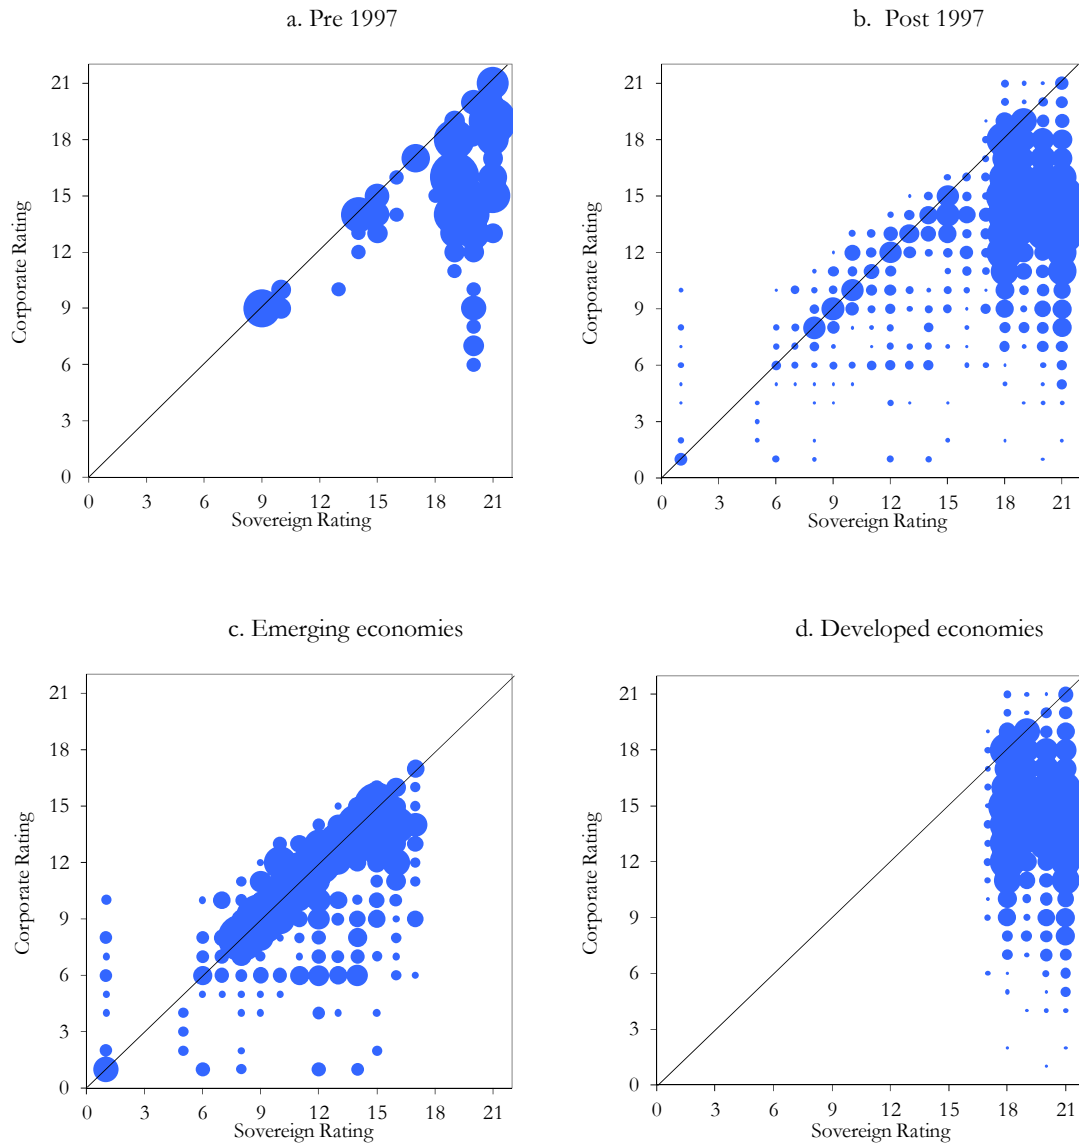 a. Pre 1997
21
18
15
12
9
6
3
0
0 3 6 9 12 15 18 21
Sovereign Rating
Corporate Rating
b. Post 1997
21
18
15
12
9
6
3
0
0 3 6 9 12 15 18 21
Sovereign Rating
Corporate Rating
c. Emerging economies
21
18
15
12
9
6
3
0
0 3 6 9 12 15 18 21
Sovereign Rating
Corporate Rating
d. Developed economies
21
18
15
12
9
6
3
0
0 3 6 9 12 15 18 21
Sovereign Rating
Corporate Rating